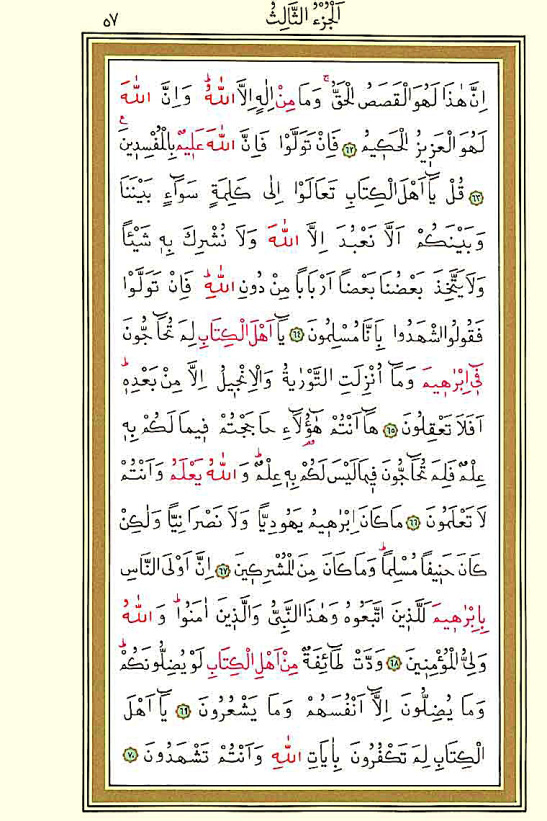 اَلْجُزْءُ الثَّالِثُ
٥٧
اِنَّ هٰذَا لَهُوَ الْقَصَصُ الْحَقُّۚ وَمَا مِنْ اِلٰهٍ اِلَّا اللّٰهُۜ وَاِنَّ اللّٰهَ
لَهُوَ الْعَزٖيزُ الْحَكٖيمُ ﴿٦٢﴾ فَاِنْ تَوَلَّوْا فَاِنَّ اللّٰهَ عَلٖيمٌ بِالْمُفْسِدٖينَ۟
﴿٦٣﴾ قُلْ يَٓا اَهْلَ الْكِتَابِ تَعَالَوْا اِلٰى كَلِمَةٍ سَوَٓاءٍ بَيْنَنَا
وَبَيْنَكُمْ اَلَّا نَعْبُدَ اِلَّا اللّٰهَ وَلَا نُشْرِكَ بِهٖ شَيْـًٔا
وَلَا يَتَّخِذَ بَعْضُنَا بَعْضاً اَرْبَاباً مِنْ دُونِ اللّٰهِۜ فَاِنْ تَوَلَّوْا
فَقُولُوا اشْهَدُوا بِاَنَّا مُسْلِمُونَ ﴿٦٤﴾ يَٓا اَهْلَ الْكِتَابِ لِمَ تُحَٓاجُّونَ
فٖٓي اِبْرٰهٖيمَ وَمَٓا اُنْزِلَتِ التَّوْرٰيةُ وَالْاِنْجٖيلُ اِلَّا مِنْ بَعْدِهٖۜ
اَفَلَا تَعْقِلُونَ ﴿٦٥﴾ هَٓا اَنْتُمْ هٰٓؤُ۬لَٓاءِ حَاجَجْتُمْ فٖيمَا لَكُمْ بِهٖ
عِلْمٌ فَلِمَ تُحَٓاجُّونَ فٖيمَا لَيْسَ لَكُمْ بِهٖ عِلْمٌۜ وَاللّٰهُ يَعْلَمُ وَاَنْتُمْ
لَا تَعْلَمُونَ ﴿٦٦﴾ مَا كَانَ اِبْرٰهٖيمُ يَهُودِيًّا وَلَا نَصْرَانِيًّا وَلٰكِنْ
كَانَ حَنٖيفاً مُسْلِماًۜ وَمَا كَانَ مِنَ الْمُشْرِكٖينَ ﴿٦٧﴾ اِنَّ اَوْلَى النَّاسِ
بِاِبْرٰهٖيمَ لَلَّذٖينَ اتَّبَعُوهُ وَهٰذَا النَّبِيُّ وَالَّذٖينَ اٰمَنُواۜ وَاللّٰهُ
وَلِيُّ الْمُؤْمِنٖينَ ﴿٦٨﴾ وَدَّتْ طَٓائِفَةٌ مِنْ اَهْلِ الْكِتَابِ لَوْ يُضِلُّونَكُمْۜ
وَمَا يُضِلُّونَ اِلَّٓا اَنْفُسَهُمْ وَمَا يَشْعُرُونَ ﴿٦٩﴾ يَٓا اَهْلَ
الْكِتَابِ لِمَ تَكْفُرُونَ بِاٰيَاتِ اللّٰهِ وَاَنْتُمْ تَشْهَدُونَ ﴿٧٠﴾